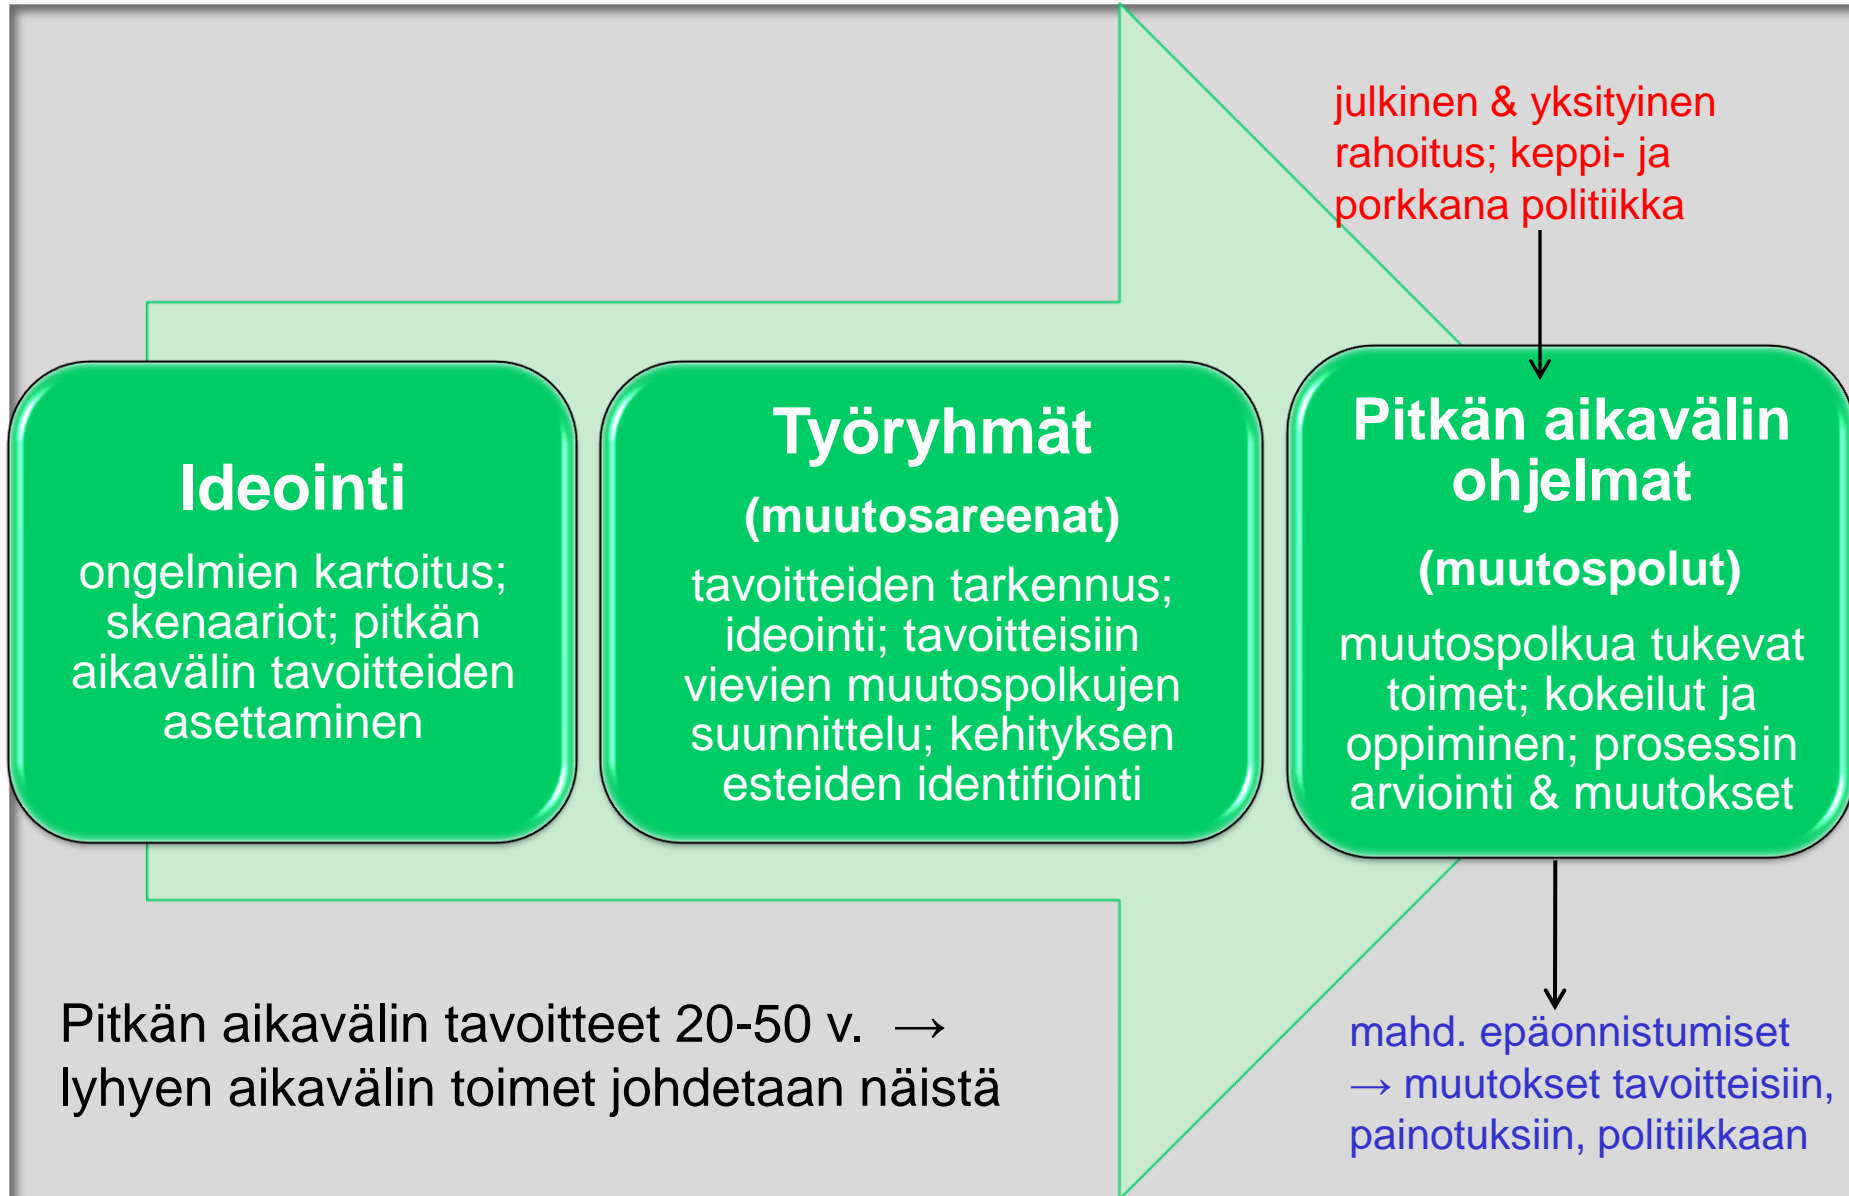 julkinen & yksityinen
rahoitus; keppi- ja
porkkana politiikka
Ideointi
ongelmien kartoitus;
skenaariot; pitkän
aikavälin tavoitteiden
asettaminen
Työryhmät
(muutosareenat)
tavoitteiden tarkennus;
ideointi; tavoitteisiin
vievien muutospolkujen
suunnittelu; kehityksen
esteiden identifiointi
Pitkän aikavälin
ohjelmat
(muutospolut)
muutospolkua tukevat
toimet; kokeilut ja
oppiminen; prosessin
arviointi & muutokset
Pitkän aikavälin tavoitteet 20-50 v. →
lyhyen aikavälin toimet johdetaan näistä
mahd. epäonnistumiset
→ muutokset tavoitteisiin,
painotuksiin, politiikkaan